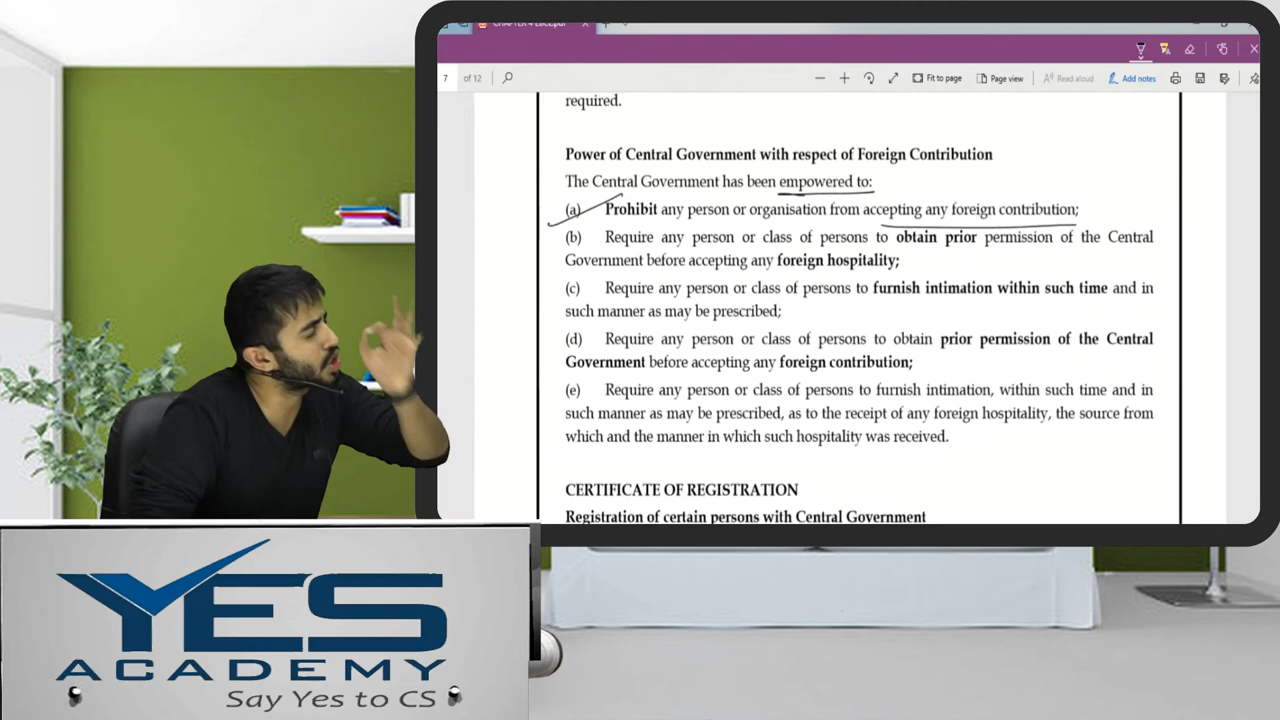 CHAPTER 4 LBCL.pdf
7 of 12 Fit to page Page view Read aloud Add notes
required.
Power of Central Government with respect of Foreign Contribution
The Central Government has been empowered to:
(a) Prohibit any person or organisation from accepting any foreign contribution;
(b) Require any person or class of persons to obtain prior permission of the Central
Government before accepting any foreign hospitality;
(c) Require any person or class of persons to furnish intimation within such time and in
such manner as may be prescribed;
(d) Require any person or class of persons to obtain prior permission of the Central
Government before accepting any foreign contribution;
(e) Require any person or class of persons to furnish intimation, within such time and in
such manner as may be prescribed, as to the receipt of any foreign hospitality, the source from
which and the manner in which such hospitality was received.
CERTIFICATE OF REGISTRATION
Registration of certain persons with Central Government
YES
ACADEMY
Say Yes to CS